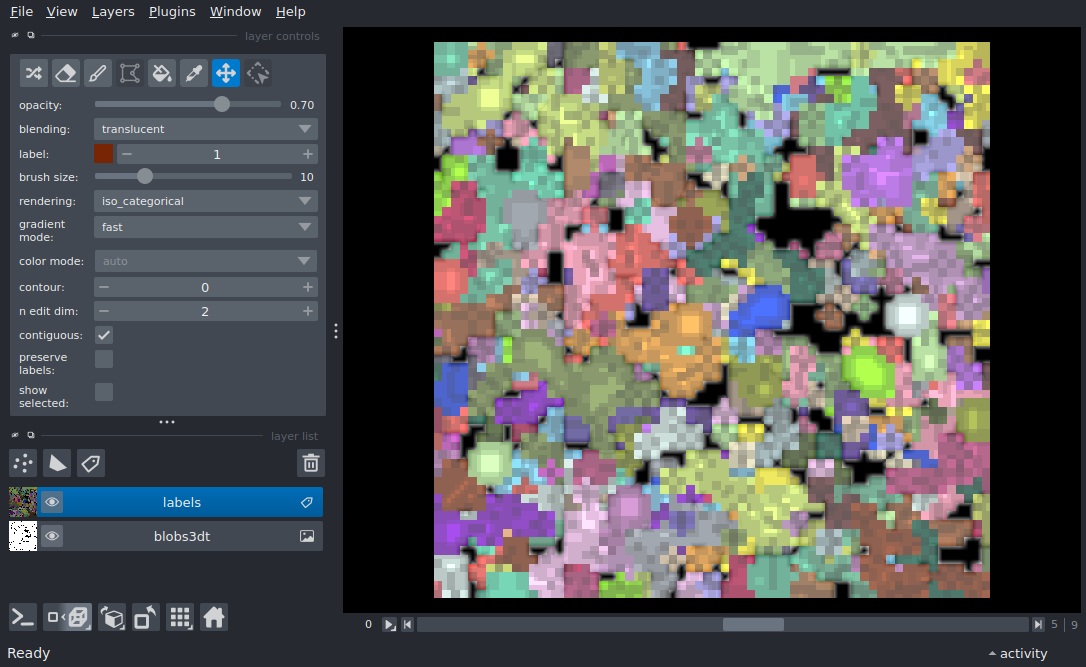 File View Layers Plugins Window Help
layer controls
opacity: 0.70
blending: translucent
label: 1
brush size: 10
rendering: iso_categorical
gradient
mode: fast
color mode: auto
contour: 0
n edit dim: 2
contiguous:
preserve
labels:
show
selected:
layer list
labels
blobs3dt
0 5 | 9
Ready activity